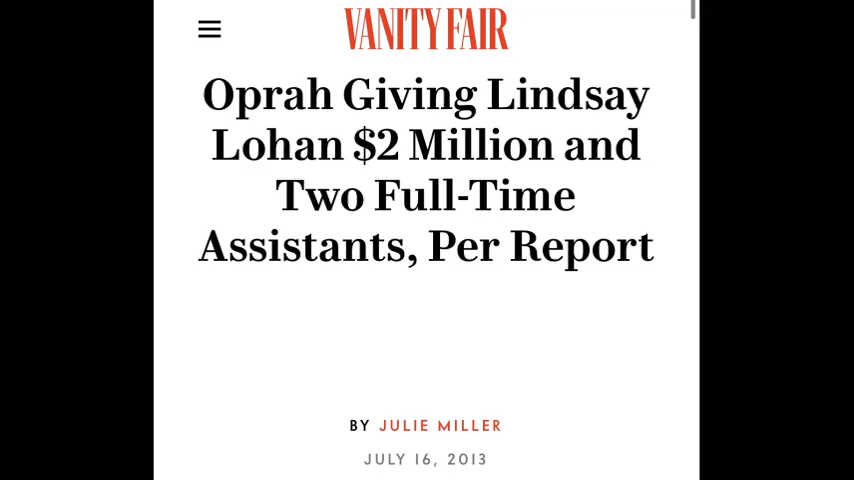 VANITY FAIR
Oprah Giving Lindsay
Lohan $2 Million and
Two Full-Time
Assistants, Per Report
BY JULIE MILLER
JULY 16, 2013